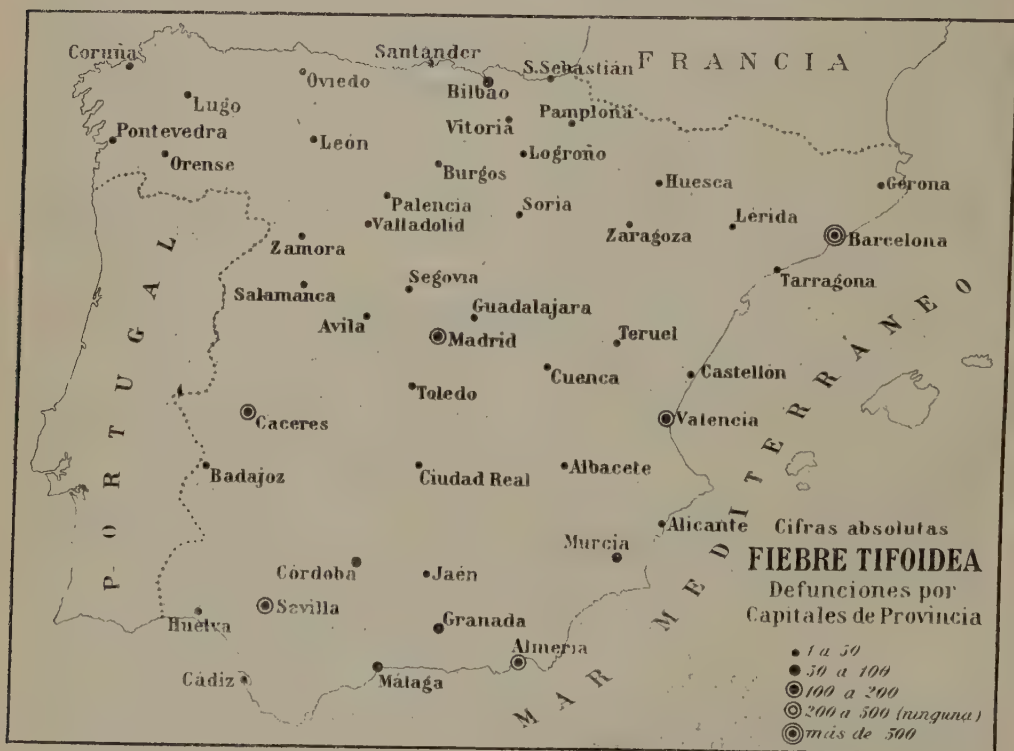 Coruña
Santander
FRANCIA
S.Sebastián
Oviedo
Bilbao
Lugo
Vitoria
Pamplona
Pontevedra
León
Orense
Logroño
Burgos
Huesca
Gerona
Palencia
Soria
Valladolid
Lérida
Zamora
Zaragoza
Barcelona
PORTUGAL
Segovia
Tarragona
Salamanca
Guadalajara
Avila
Madrid
Teruel
Cuenca
Castellón
Toledo
Caceres
Valencia
MAR MEDITERRÁNEO
Badajoz
Ciudad Real
Albacete
Alicante
Murcia
Córdoba
Jaén
Sevilla
Huelva
Granada
Almeria
Cádiz
Málaga
Cifras absolutas
FIEBRE TIFOIDEA
Defunciones por
Capitales de Provincia
1 a 50
50 a 100
100 a 200
200 a 500 (ninguna)
más de 500